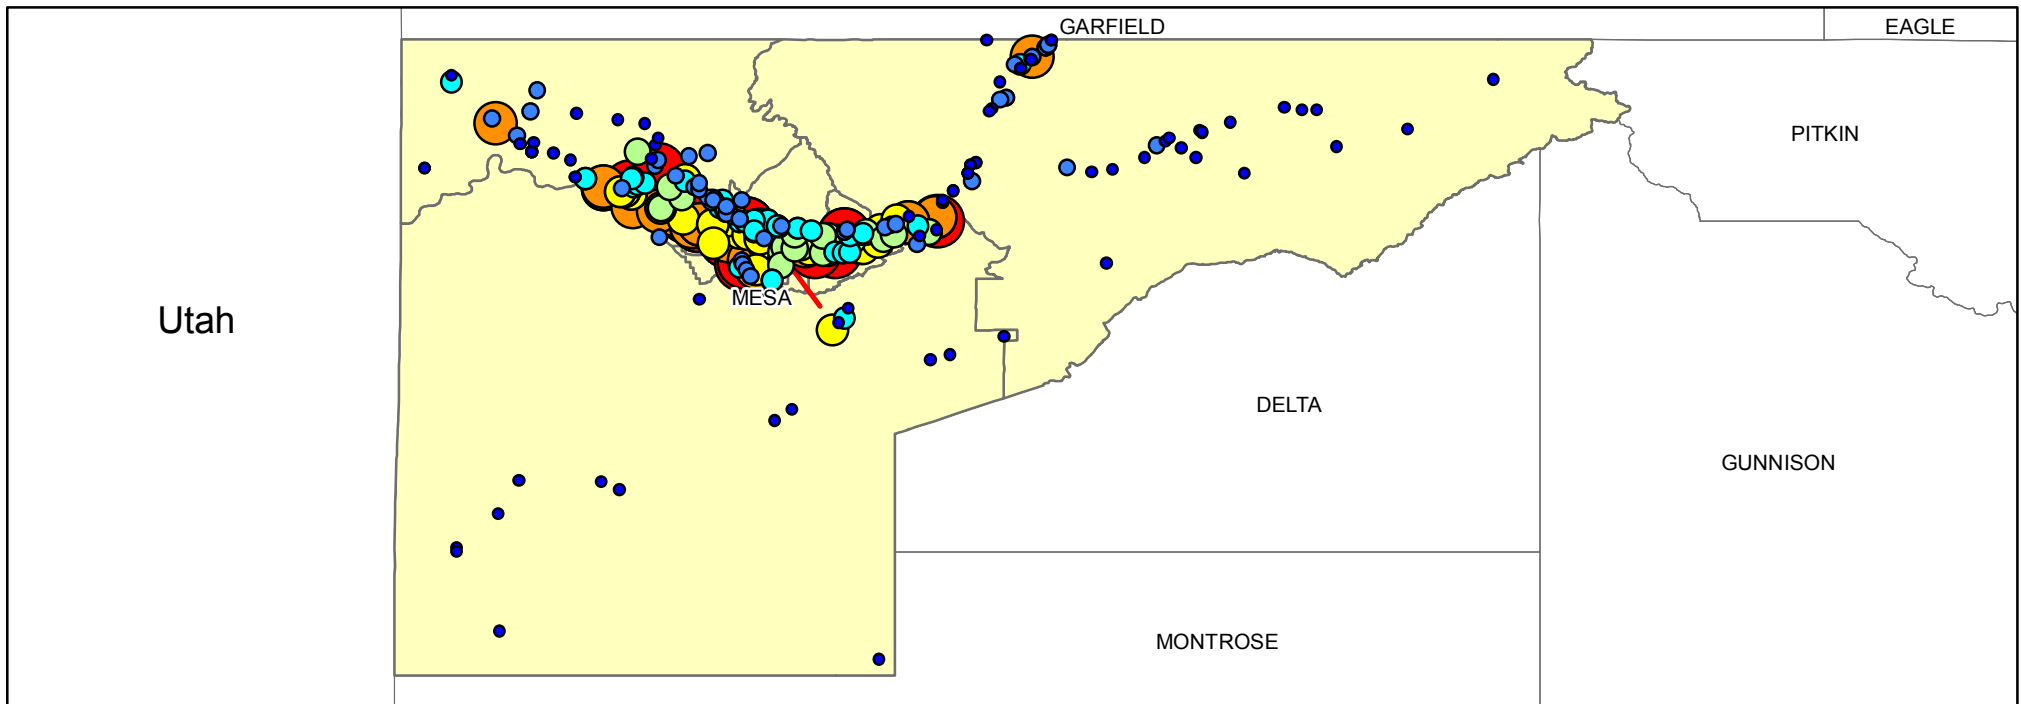 GARFIELD
EAGLE
PITKIN
MESA
Utah
DELTA
GUNNISON
MONTROSE